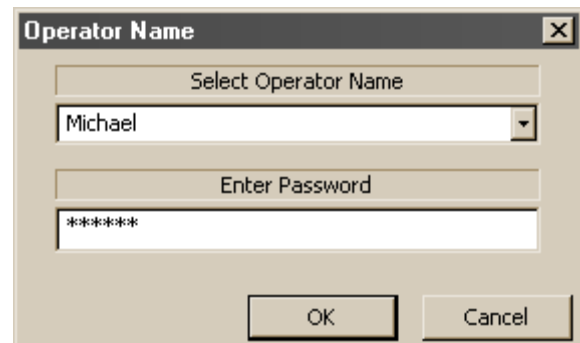 Operator Name
Select Operator Name
Michael
Enter Password
******
OK Cancel